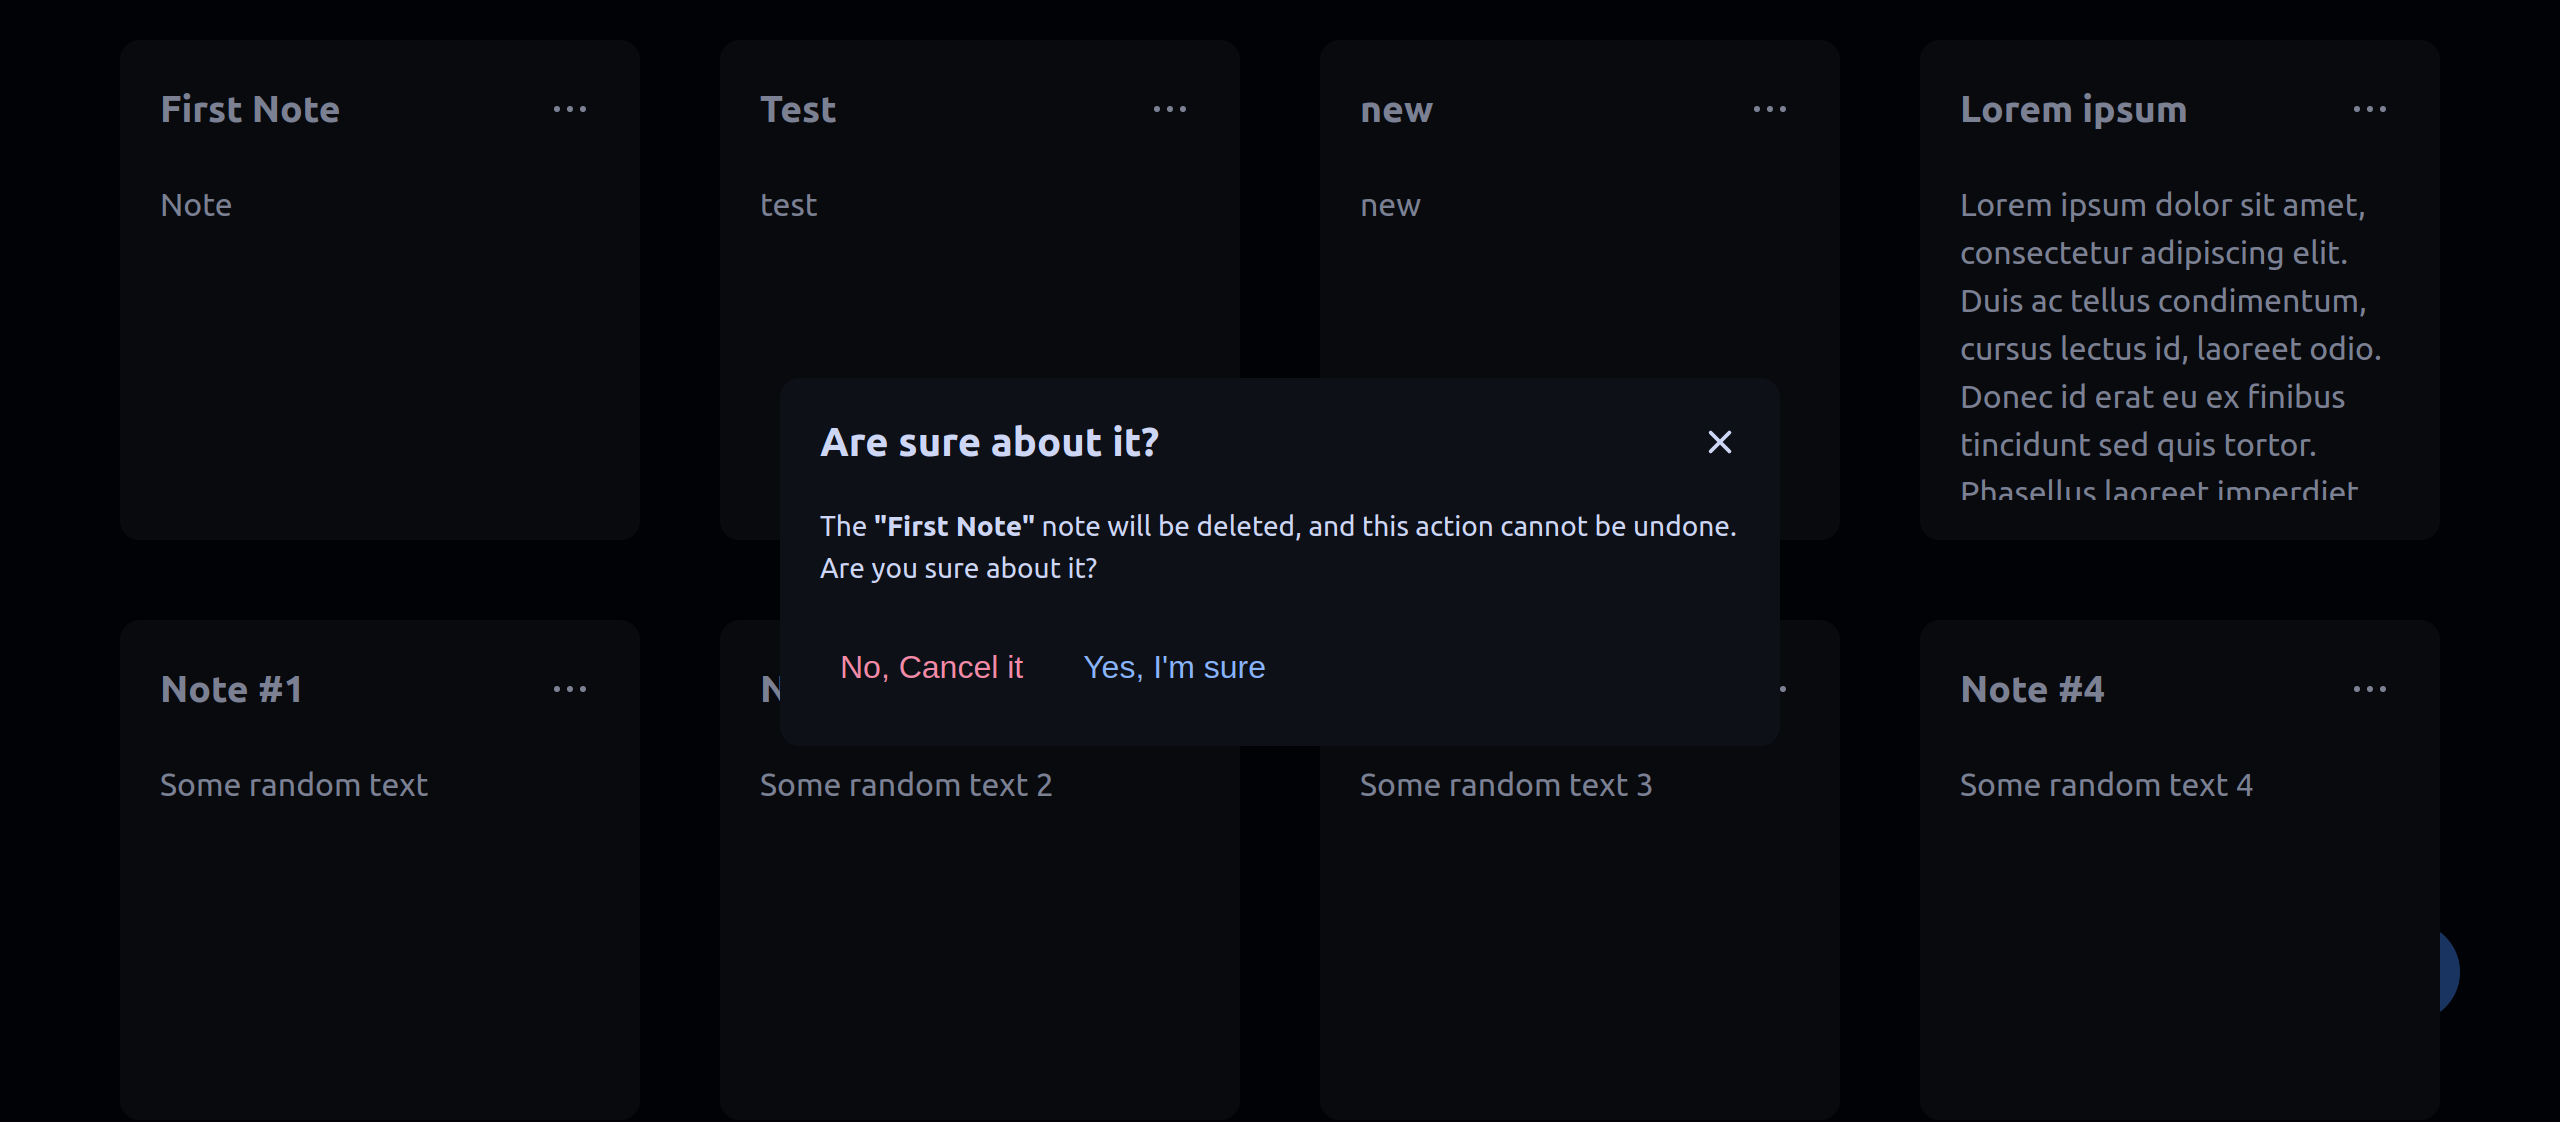 First Note
Test
new
Lorem ipsum
Note
test
new
Lorem ipsum dolor sit amet,
consectetur adipiscing elit.
Duis ac tellus condimentum,
cursus lectus id, laoreet odio.
Donec id erat eu ex finibus
tincidunt sed quis tortor.
Phasellus laoreet imperdiet
Are sure about it?
The "First Note" note will be deleted, and this action cannot be undone.
Are you sure about it?
No, Cancel it
Yes, I'm sure
Note #1
N
Note #4
Some random text
Some random text 2
Some random text 3
Some random text 4